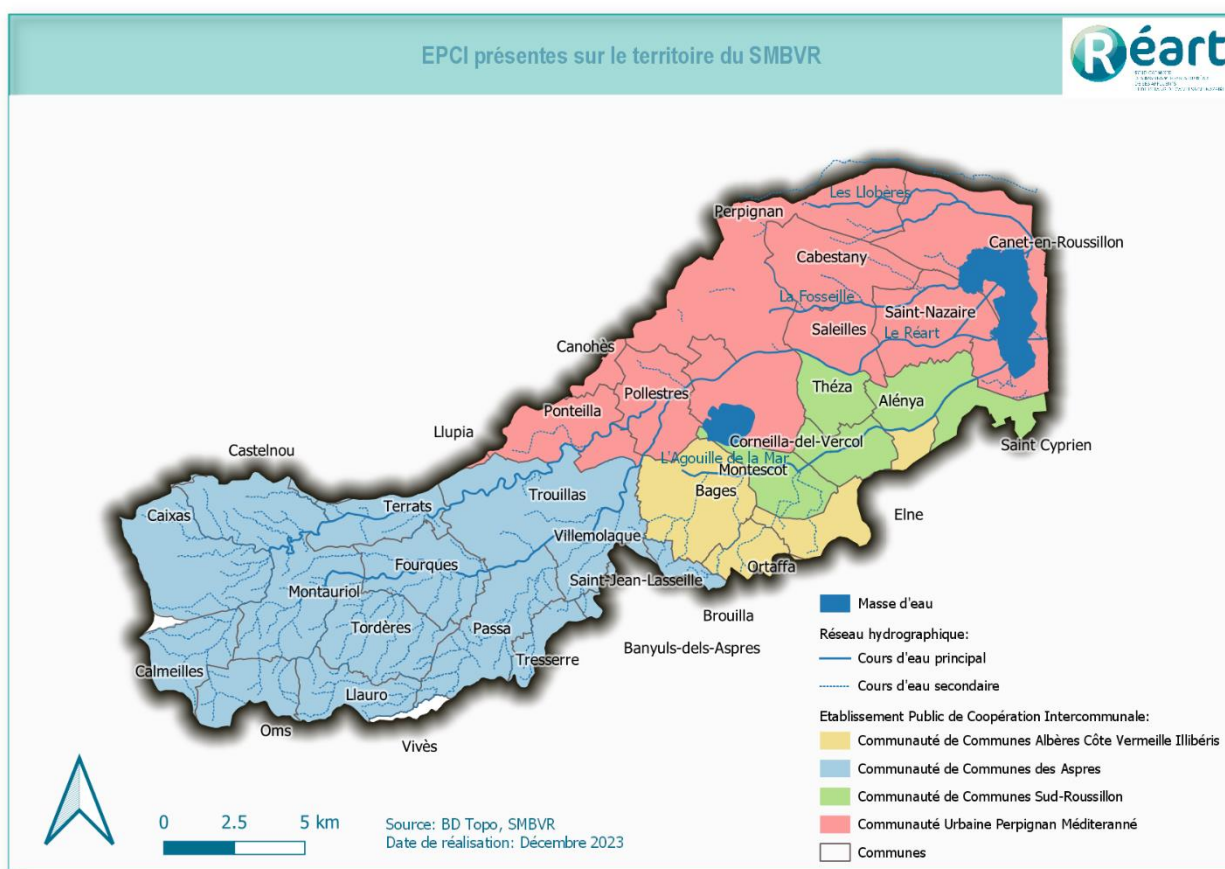 EPCI présentes sur le territoire du SMBVR
Réart
Les Llobères
Perpignan
Canet-en-Roussillon
Cabestany
La Fosseille
Saint-Nazaire
Saleilles
Le Réart
Canohès
Théza
Pollestres
Alénya
Ponteilla
Llupia
Corneilla-del-Vercol
Saint Cyprien
Castelnou
L'Agouille de la Mar
Montescot
Bages
Trouillas
Terrats
Caixas
Elne
Villemolaque
Fourques
Ortaffa
Saint-Jean-Lasseille
Montauriol
Brouilla
Tordères
Passa
Banyuls-dels-Aspres
Tresserre
Calmeilles
Llauro
Oms
Vivès
Masse d'eau
Réseau hydrographique:
Cours d'eau principal
Cours d'eau secondaire
Etablissement Public de Coopération Intercommunale:
Communauté de Communes Albères Côte Vermeille Illibéris
Communauté de Communes des Aspres
Communauté de Communes Sud-Roussillon
Communauté Urbaine Perpignan Méditeranné
Communes
0 2.5 5 km
Source: BD Topo, SMBVR
Date de réalisation: Décembre 2023